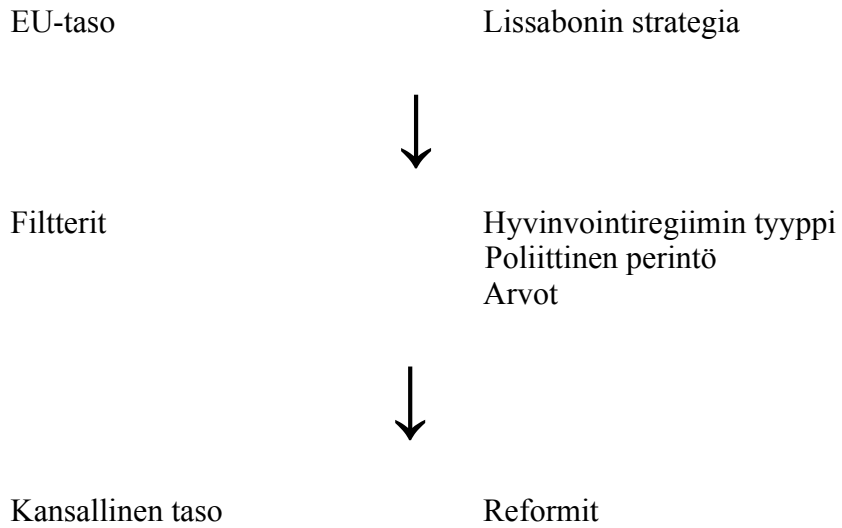 EU-taso Lissabonin strategia
Filtterit Hyvinvointiregiimin tyyppi
Poliittinen perintö
Arvot
Kansallinen taso Reformit